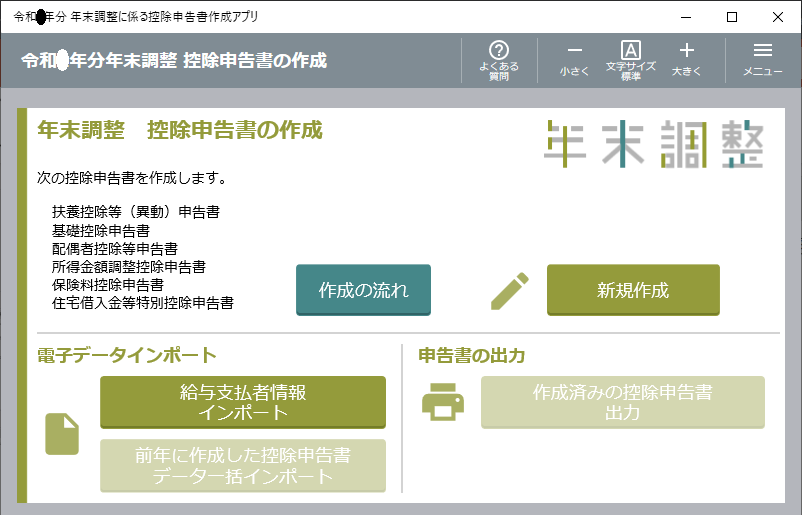 令和 年分 年末調整に係る控除申告書作成アプリ
令和 年分年末調整 控除申告書の作成
よくある
質問
小さく
文字サイズ
標準
大きく
メニュー
年末調整　控除申告書の作成
年末調整
次の控除申告書を作成します。
扶養控除等（異動）申告書
基礎控除申告書
配偶者控除等申告書
所得金額調整控除申告書
保険料控除申告書
住宅借入金等特別控除申告書
作成の流れ
新規作成
電子データインポート
給与支払者情報
インポート
前年に作成した控除申告書
データ一括インポート
申告書の出力
作成済みの控除申告書
出力